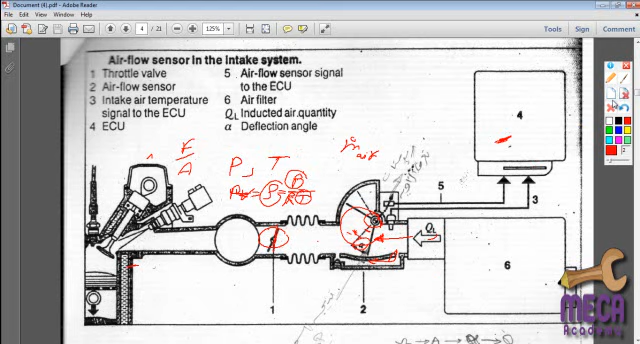 Document (4).pdf - Adobe Reader
File Edit View Window Help
4 / 21
125%
Tools Sign Comment
Air-flow sensor in the intake system.
1 Throttle valve
2 Air-flow sensor
3 Intake air temperature
signal to the ECU
4 ECU
5 Air-flow sensor signal
to the ECU
6 Air filter
QL Inducted air quantity
α Deflection angle
F/A
P, T
ṁ air
ρ = P/RT
4
5
3
QL
6
1
2
2
MECA
Academy